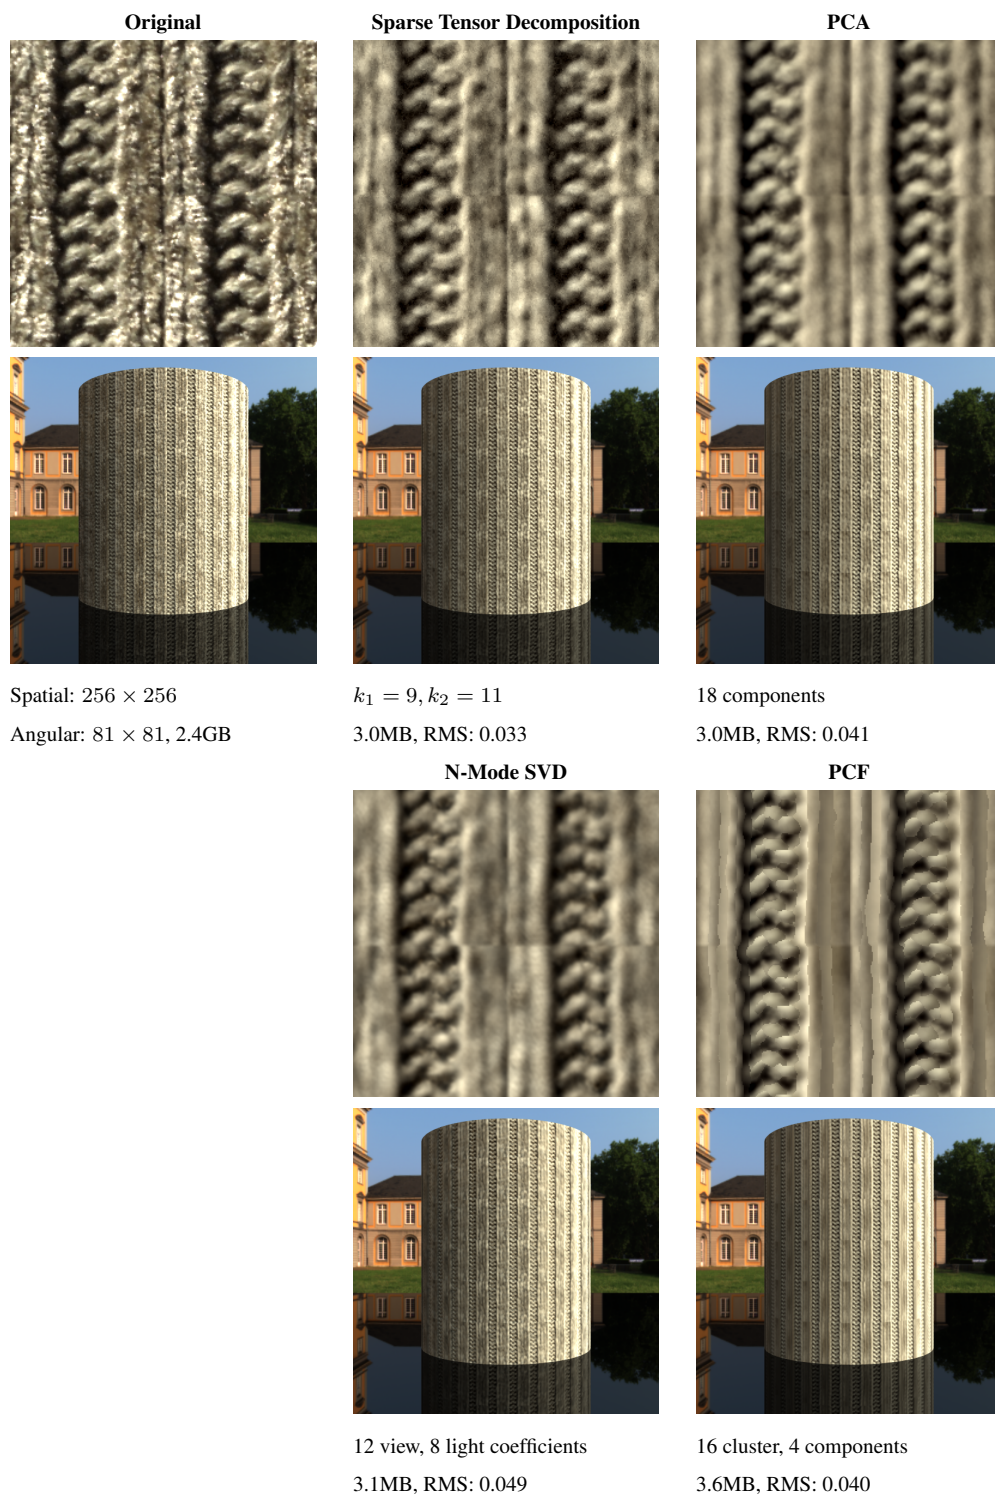 Original
Sparse Tensor Decomposition
PCA
Spatial: 256 × 256
Angular: 81 × 81, 2.4GB
k₁ = 9, k₂ = 11
3.0MB, RMS: 0.033
18 components
3.0MB, RMS: 0.041
N-Mode SVD
PCF
12 view, 8 light coefficients
3.1MB, RMS: 0.049
16 cluster, 4 components
3.6MB, RMS: 0.040